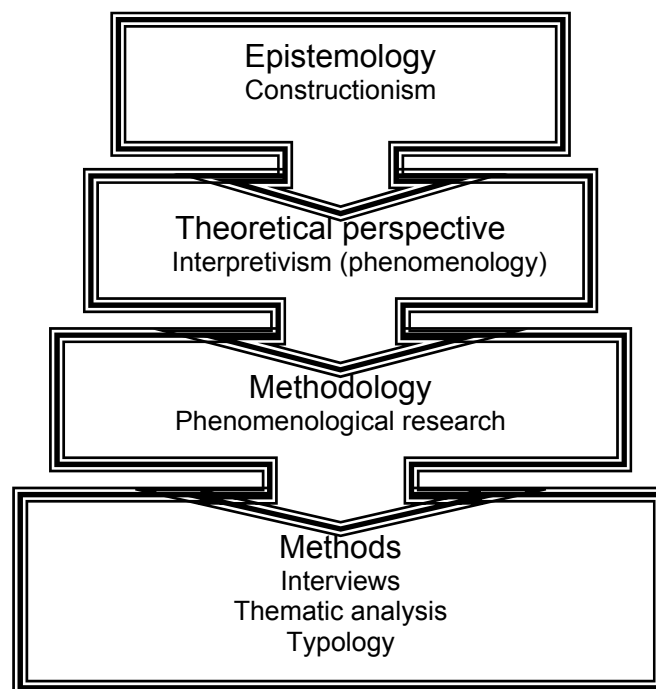 Epistemology
Constructionism
Theoretical perspective
Interpretivism (phenomenology)
Methodology
Phenomenological research
Methods
Interviews
Thematic analysis
Typology